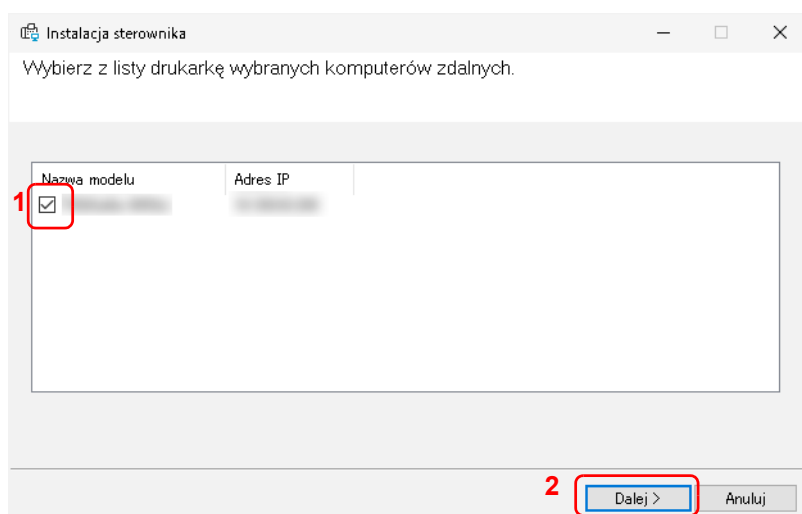 Instalacja sterownika
Wybierz z listy drukarkę wybranych komputerów zdalnych.
Nazwa modelu Adres IP
1
2
Dalej > Anuluj